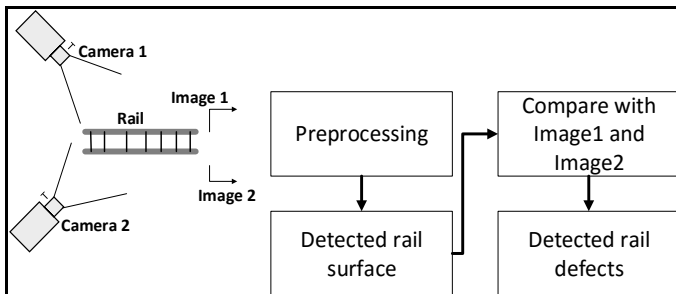 Camera 1
Image 1
Rail
Image 2
Camera 2
Preprocessing
Detected rail
surface
Compare with
Image1 and
Image2
Detected rail
defects